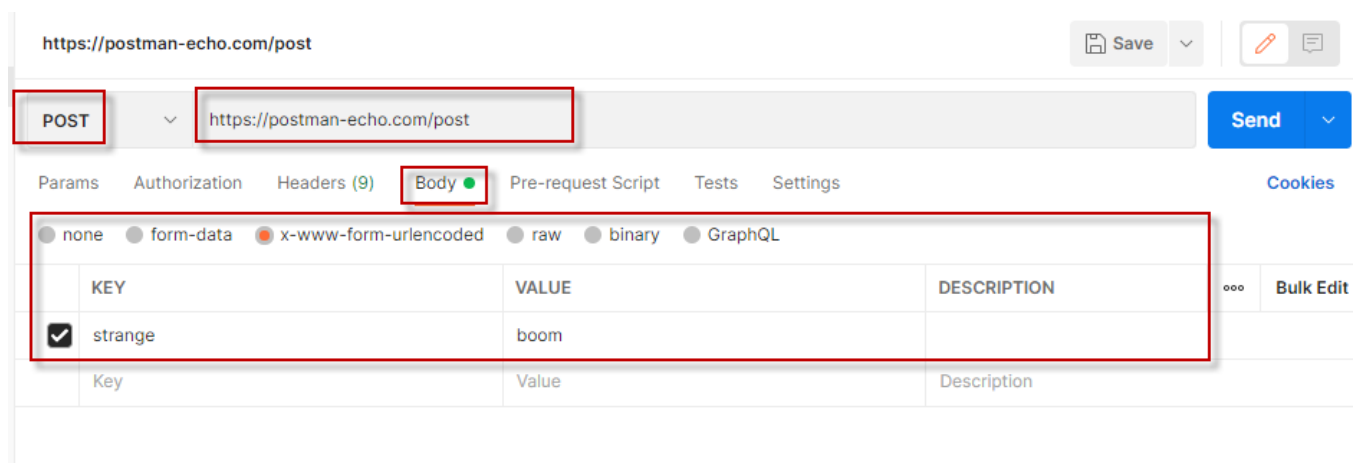 https://postman-echo.com/post Save
POST https://postman-echo.com/post Send
Params Authorization Headers (9) Body Pre-request Script Tests Settings Cookies
none form-data x-www-form-urlencoded raw binary GraphQL
KEY VALUE DESCRIPTION ooo Bulk Edit
strange boom
Key Value Description